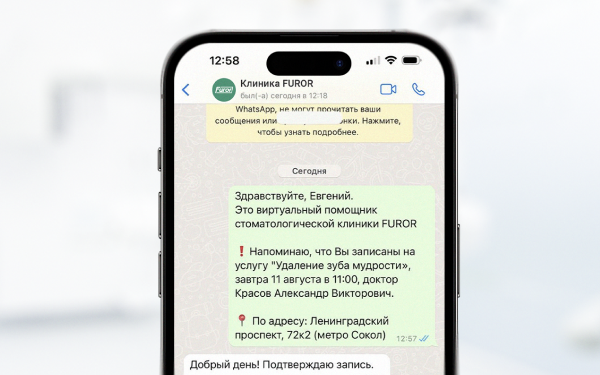 12:58
Клиника FUROR
был(-а) сегодня в 12:18
Furor
WhatsApp, не могут прочитать ваши
сообщения или нки. Нажмите,
чтобы узнать подробнее.
Сегодня
Здравствуйте, Евгений.
Это виртуальный помощник
стоматологической клиники FUROR
❗ Напоминаю, что Вы записаны на
услугу "Удаление зуба мудрости»,
завтра 11 августа в 11:00, доктор
Красов Александр Викторович.
📍 По адресу: Ленинградский
проспект, 72к2 (метро Сокол)
12:57
Добрый день! Подтверждаю запись.